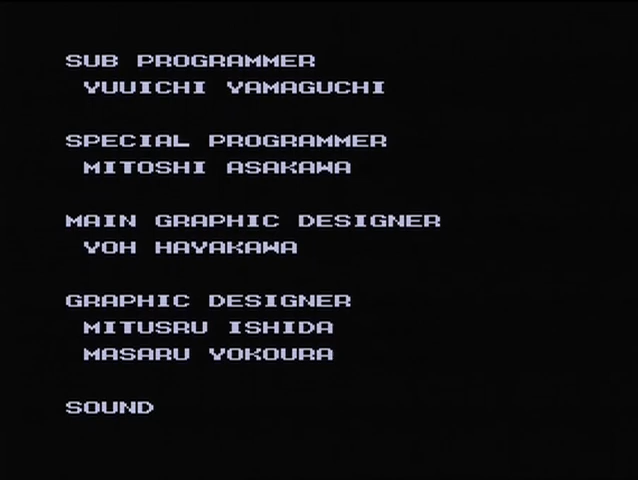 SUB PROGRAMMER
YUUICHI YAMAGUCHI
SPECIAL PROGRAMMER
MITOSHI ASAKAWA
MAIN GRAPHIC DESIGNER
YOH HAYAKAWA
GRAPHIC DESIGNER
MITUSRU ISHIDA
MASARU YOKOURA
SOUND